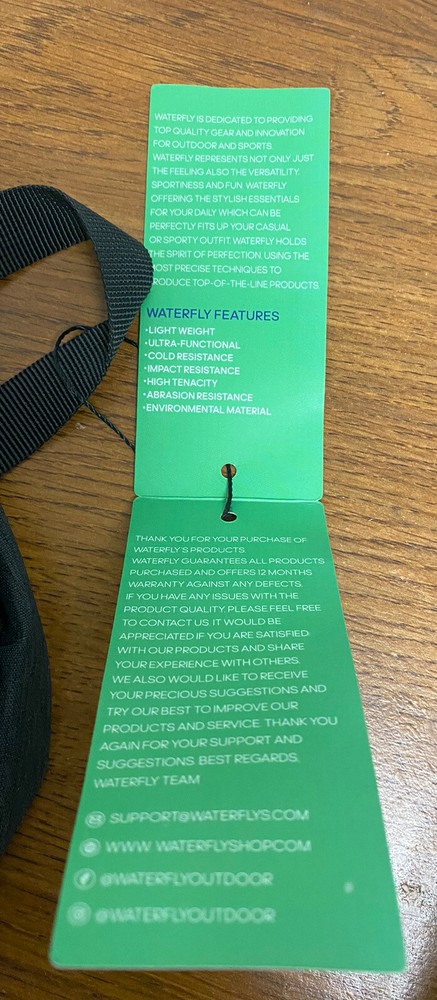 WATERFLY IS DEDICATED TO PROVIDING
TOP QUALITY GEAR AND INNOVATION
FOR OUTDOOR AND SPORTS.
WATERFLY REPRESENTS NOT ONLY JUST
THE FEELING ALSO THE VERSATILITY.
SPORTINESS AND FUN. WATERFLY
OFFERING THE STYLISH ESSENTIALS
FOR YOUR DAILY WHICH CAN BE
PERFECTLY FITS UP YOUR CASUAL
OR SPORTY OUTFIT. WATERFLY HOLDS
THE SPIRIT OF PERFECTION. USING THE
MOST PRECISE TECHNIQUES TO
PRODUCE TOP-OF-THE-LINE PRODUCTS.
WATERFLY FEATURES
·LIGHT WEIGHT
·ULTRA-FUNCTIONAL
·COLD RESISTANCE
·IMPACT RESISTANCE
·HIGH TENACITY
·ABRASION RESISTANCE
·ENVIRONMENTAL MATERIAL
THANK YOU FOR YOUR PURCHASE OF
WATERFLY'S PRODUCTS.
WATERFLY GUARANTEES ALL PRODUCTS
PURCHASED AND OFFERS 12 MONTHS
WARRANTY AGAINST ANY DEFECTS.
IF YOU HAVE ANY ISSUES WITH THE
PRODUCT QUALITY. PLEASE FEEL FREE
TO CONTACT US. IT WOULD BE
APPRECIATED IF YOU ARE SATISFIED
WITH OUR PRODUCTS AND SHARE
YOUR EXPERIENCE WITH OTHERS.
WE ALSO WOULD LIKE TO RECEIVE
YOUR PRECIOUS SUGGESTIONS AND
TRY OUR BEST TO IMPROVE OUR
PRODUCTS AND SERVICE. THANK YOU
AGAIN FOR YOUR SUPPORT AND
SUGGESTIONS. BEST REGARDS.
WATERFLY TEAM
SUPPORT@WATERFLYS.COM
WWW. WATERFLYSHOP.COM
@WATERFLYOUTDOOR
@WATERFLYOUTDOOR